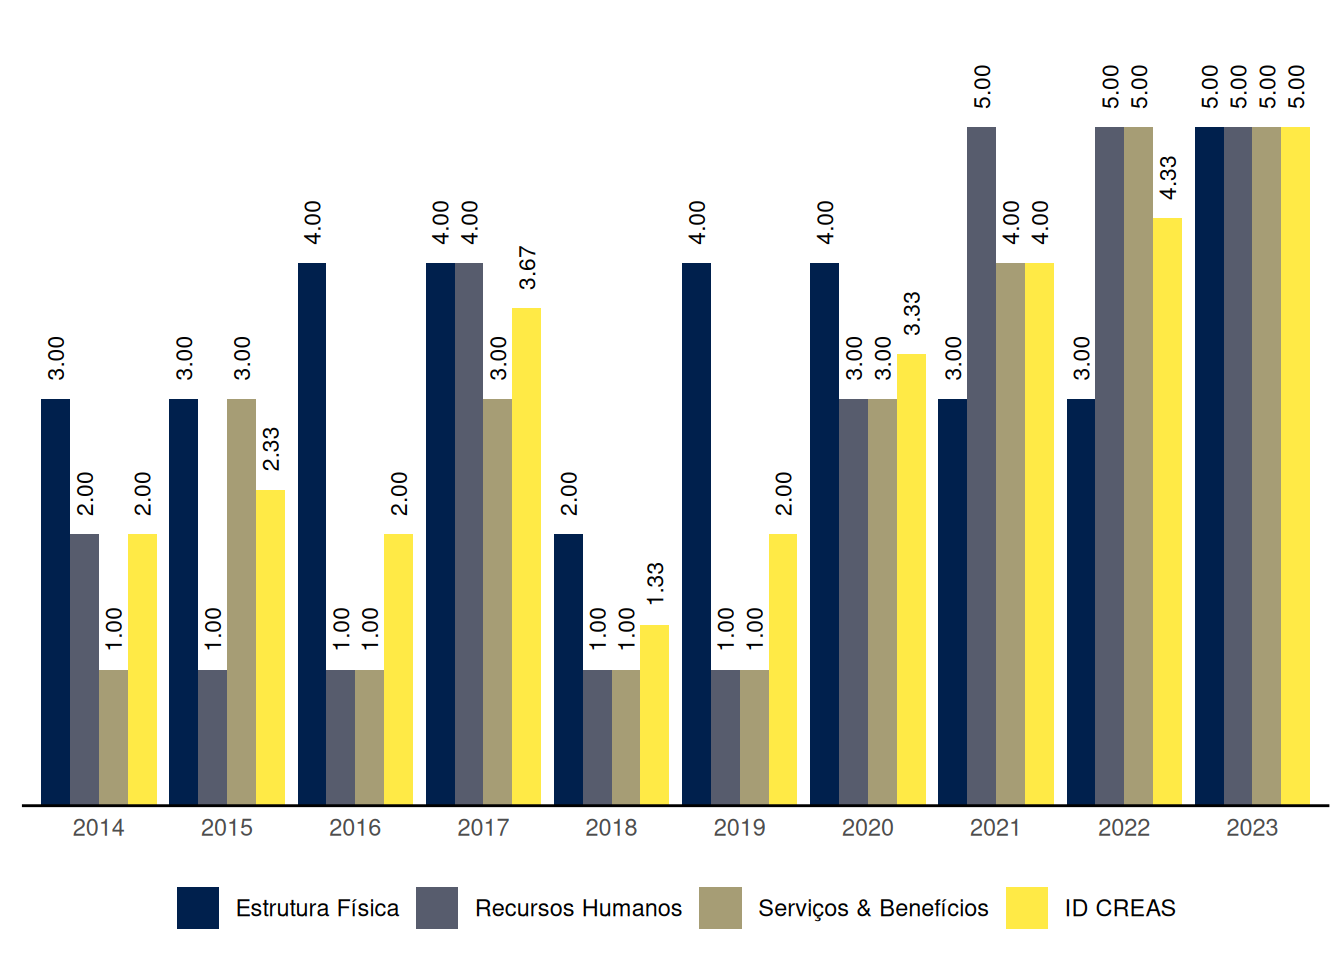 5.00 5.00 5.00 5.00 5.00 5.00 5.00
4.33
4.00 4.00 4.00 4.00 4.00 4.00 4.00
3.67
3.33
3.00 3.00 3.00 3.00 3.00 3.00 3.00 3.00
2.33
2.00 2.00 2.00 2.00 2.00
1.33
1.00 1.00 1.00 1.00 1.00 1.00 1.00 1.00
2014 2015 2016 2017 2018 2019 2020 2021 2022 2023
Estrutura Física Recursos Humanos Serviços & Benefícios ID CREAS